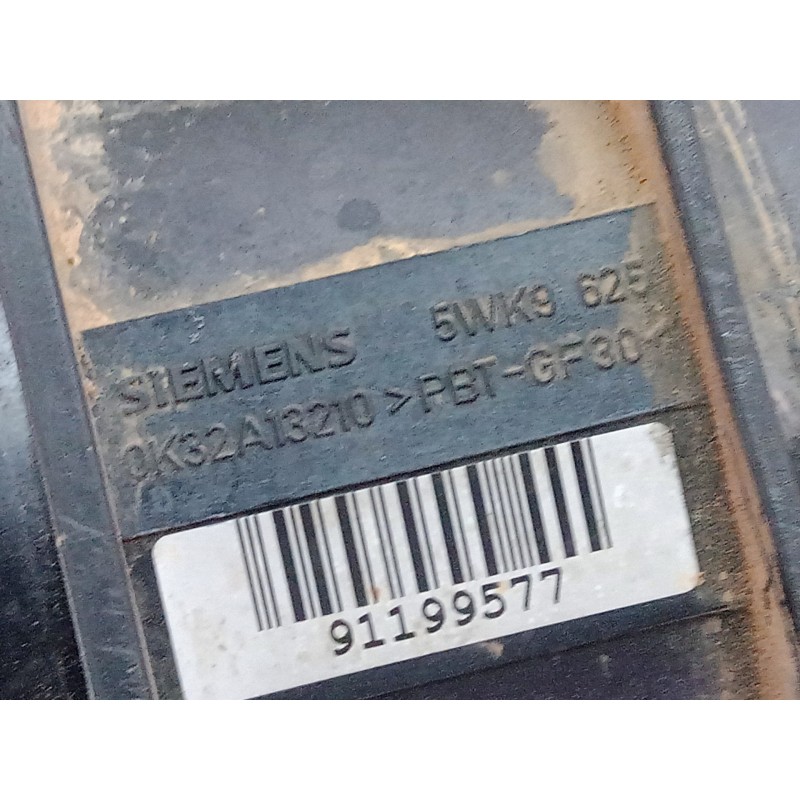 SIEMENS 5WK9 625
0K32A13210 >PBT-GF30<
91199577